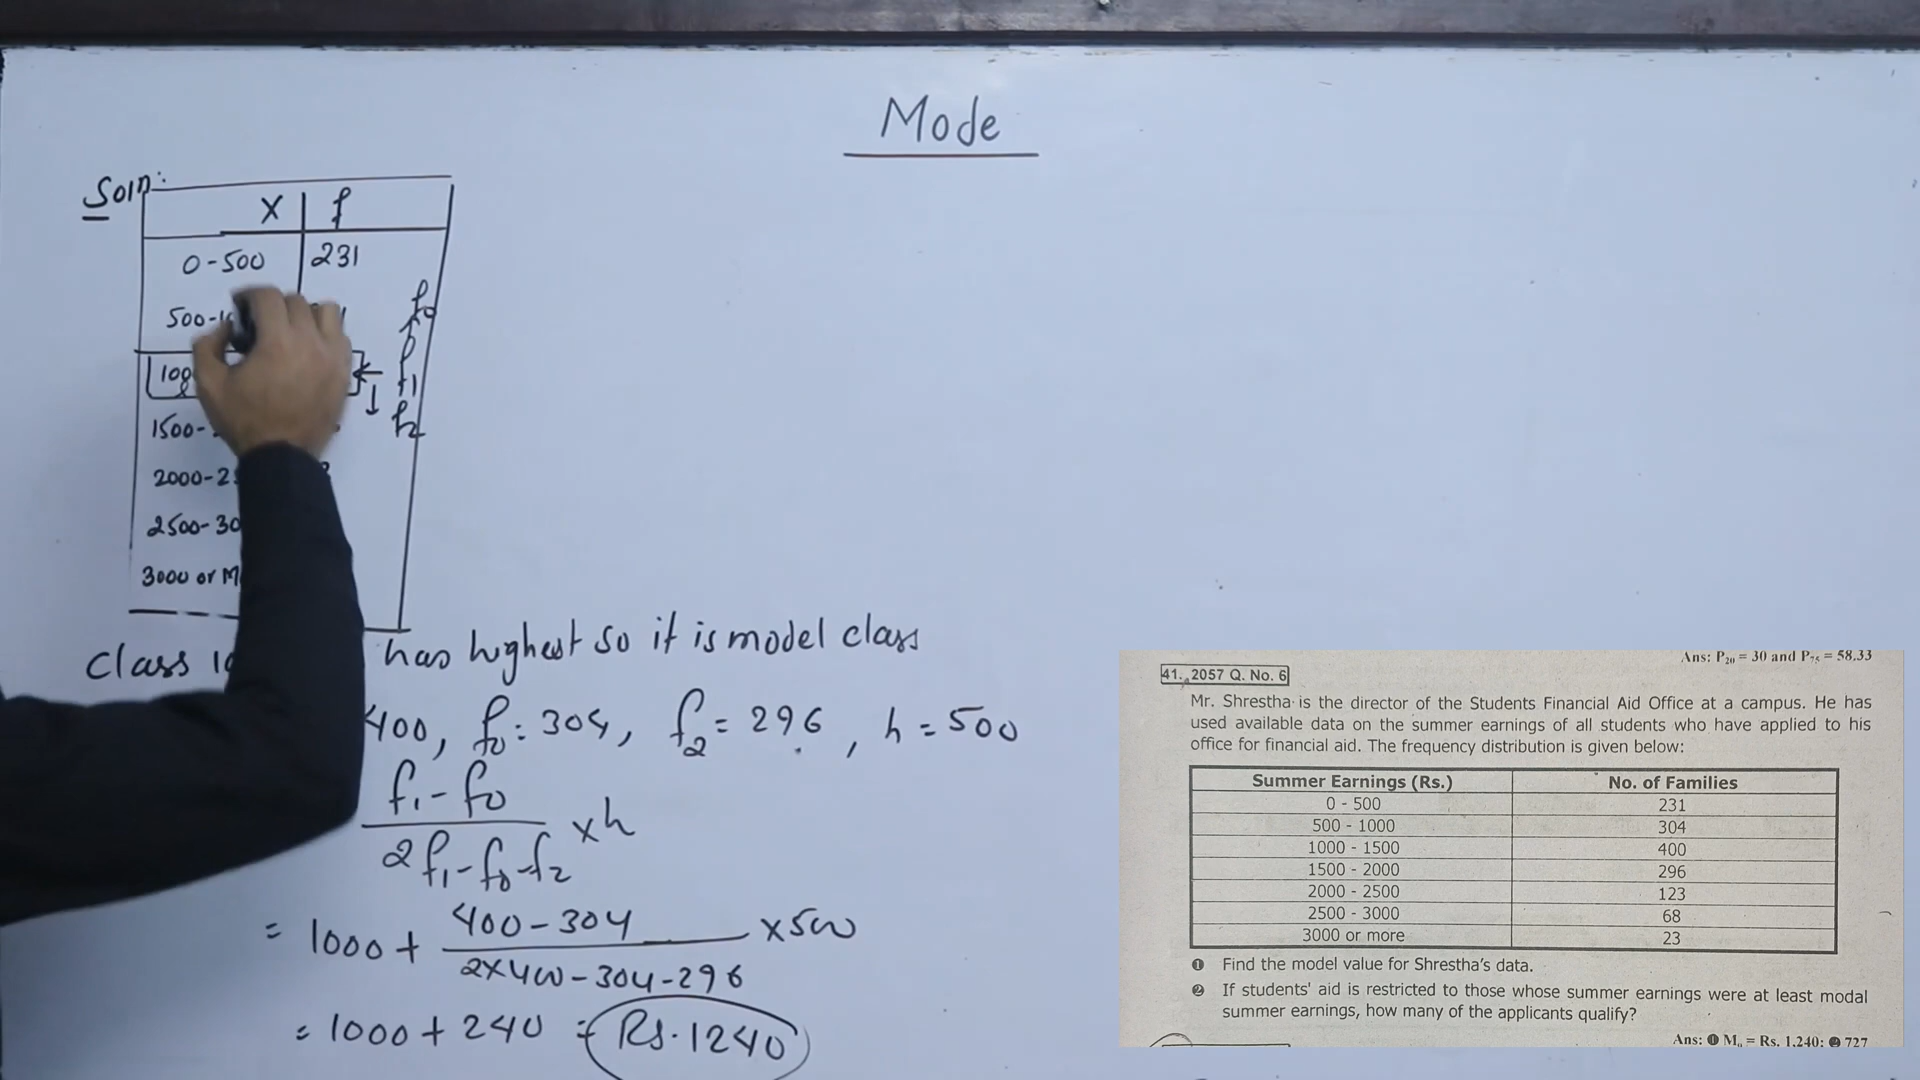 Mode
Soln:
X f
0-500 231
500-1 f0
100 f1
1500- f2
2000-2
2500-30
3000 or M
Class 10 has highest so it is model class
400, f0 = 304, f2 = 296, h = 500
f1 - f0
2f1 - f0 - f2 × h
= 1000 + 400 - 304 × 500
2×400 - 304 - 296
= 1000 + 240 = Rs. 1240
Ans: P20 = 30 and P75 = 58.33
41. 2057 Q. No. 6
Mr. Shrestha is the director of the Students Financial Aid Office at a campus. He has
used available data on the summer earnings of all students who have applied to his
office for financial aid. The frequency distribution is given below:
Summer Earnings (Rs.) No. of Families
0 - 500 231
500 - 1000 304
1000 - 1500 400
1500 - 2000 296
2000 - 2500 123
2500 - 3000 68
3000 or more 23
❶ Find the model value for Shrestha's data.
❷ If students' aid is restricted to those whose summer earnings were at least modal
summer earnings, how many of the applicants qualify?
Ans: ❶ Mo = Rs. 1,240; ❷ 727